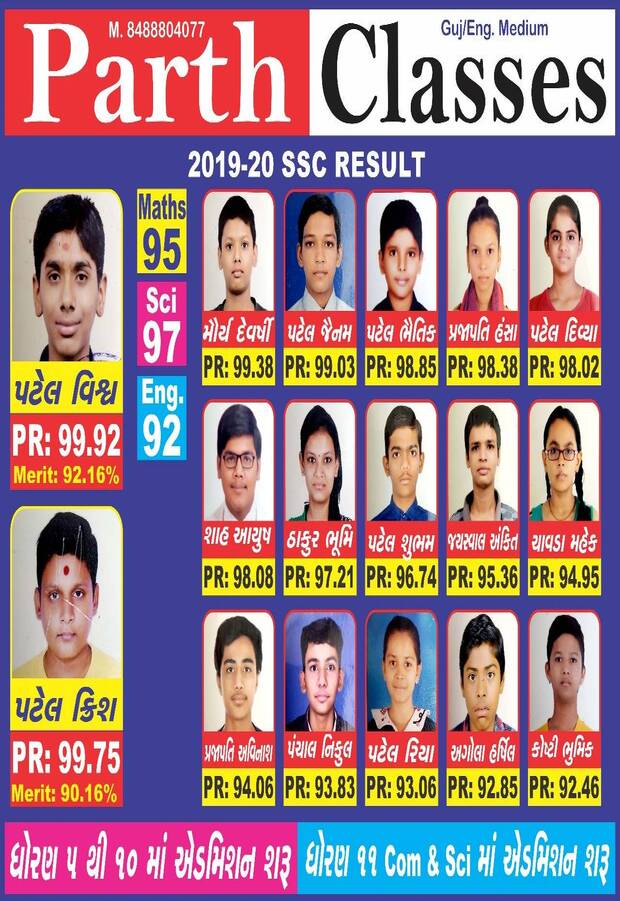 M. 8488804077
Guj/Eng. Medium
Parth Classes
2019-20 SSC RESULT
પટેલ વિશ્વ
PR: 99.92
Merit: 92.16%
Maths
95
Sci
97
Eng.
92
પટેલ ક્રિશ
PR: 99.75
Merit: 90.16%
મૌર્ય દેવર્ષી
PR: 99.38
પટેલ જૈનમ
PR: 99.03
પટેલ ભૈતિક
PR: 98.85
પ્રજાપતિ હંસા
PR: 98.38
પટેલ દિવ્યા
PR: 98.02
શાહ આયુષ
PR: 98.08
ઠાકુર ભૂમિ
PR: 97.21
પટેલ શુભમ
PR: 96.74
જયસ્વાલ અંકિત
PR: 95.36
ચાવડા મહેક
PR: 94.95
પ્રજાપતિ અવિનાશ
PR: 94.06
પંચાલ નિકુલ
PR: 93.83
પટેલ રિયા
PR: 93.06
અગોલા હર્ષિલ
PR: 92.85
કોષ્ટી ભુમિક
PR: 92.46
ધોરણ ૫ થી ૧૦ માં એડમિશન શરૂ
ધોરણ ૧૧ Com & Sci માં એડમિશન શરૂ